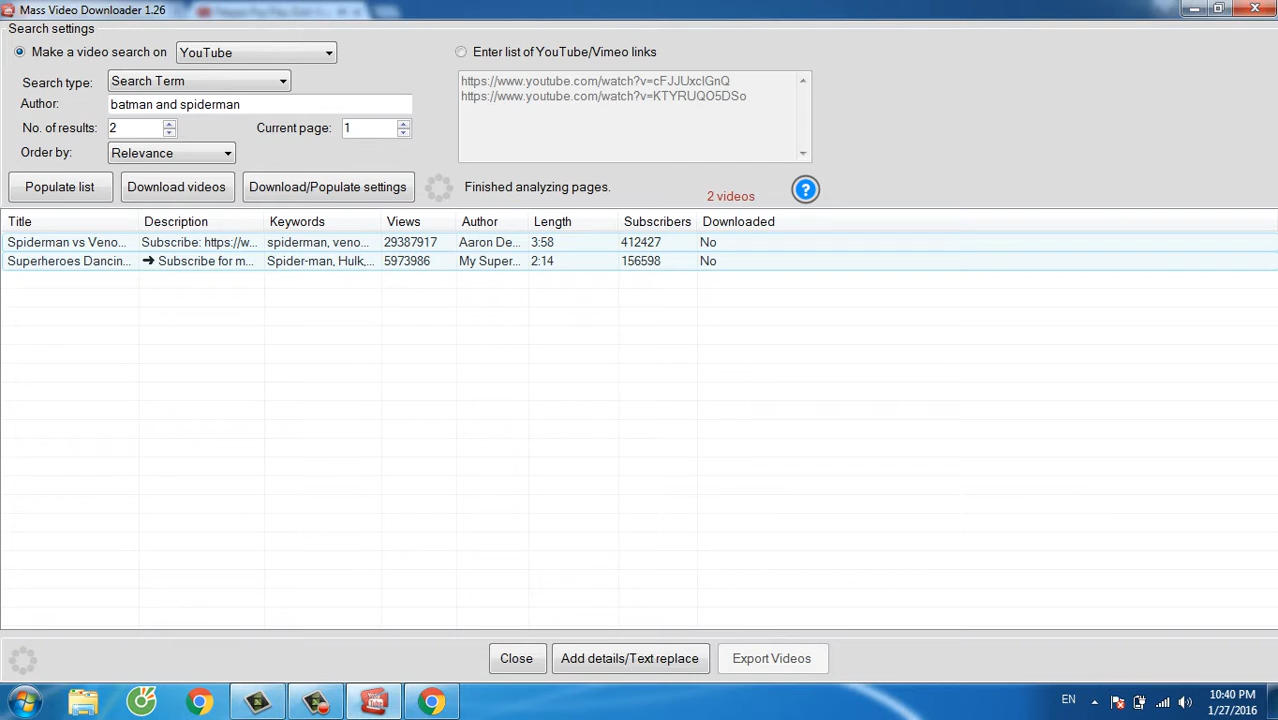 Mass Video Downloader 1.26
Search settings
Make a video search on YouTube
Enter list of YouTube/Vimeo links
Search type: Search Term
https://www.youtube.com/watch?v=cFJJUxclGnQ
https://www.youtube.com/watch?v=KTYRUQO5DSo
Author: batman and spiderman
No. of results: 2 Current page: 1
Order by: Relevance
Populate list Download videos Download/Populate settings Finished analyzing pages. 2 videos ?
Title Description Keywords Views Author Length Subscribers Downloaded
Spiderman vs Veno... Subscribe: https://w... spiderman, veno... 29387917 Aaron De... 3:58 412427 No
Superheroes Dancin... ➜ Subscribe for m... Spider-man, Hulk,... 5973986 My Super... 2:14 156598 No
Close Add details/Text replace Export Videos
EN
10:40 PM
1/27/2016